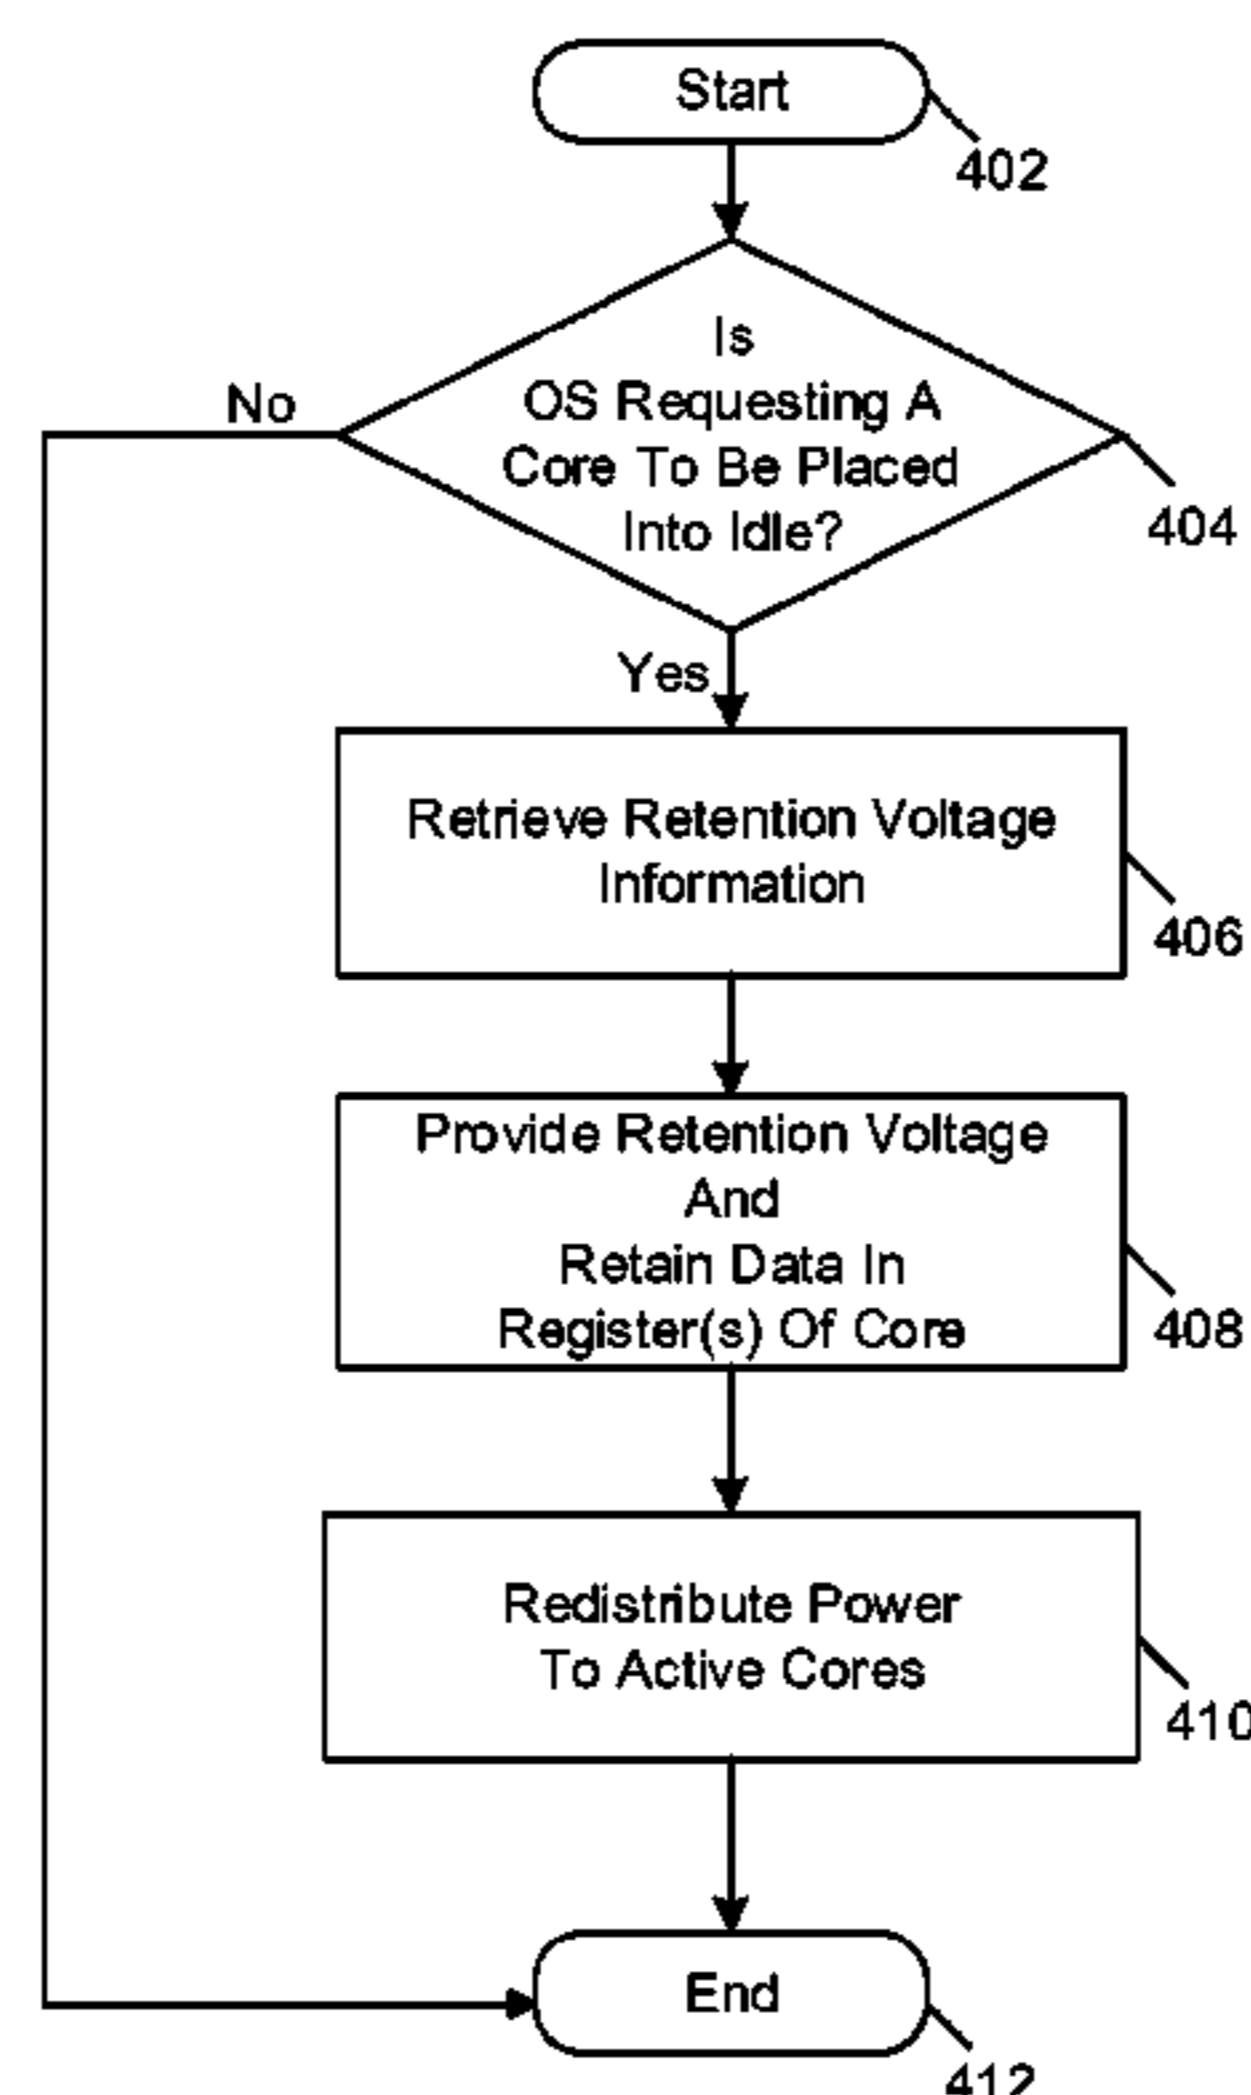 Start
402
Is
OS Requesting A
Core To Be Placed
Into Idle?
No
404
Yes
Retrieve Retention Voltage
Information
406
Provide Retention Voltage
And
Retain Data In
Register(s) Of Core
408
Redistribute Power
To Active Cores
410
End
412